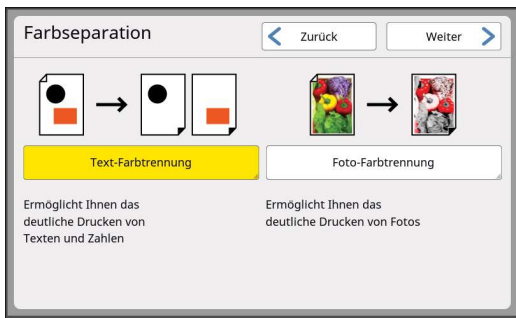 Farbseparation
Zurück
Weiter
Text-Farbtrennung
Foto-Farbtrennung
Ermöglicht Ihnen das
deutliche Drucken von
Texten und Zahlen
Ermöglicht Ihnen das
deutliche Drucken von Fotos